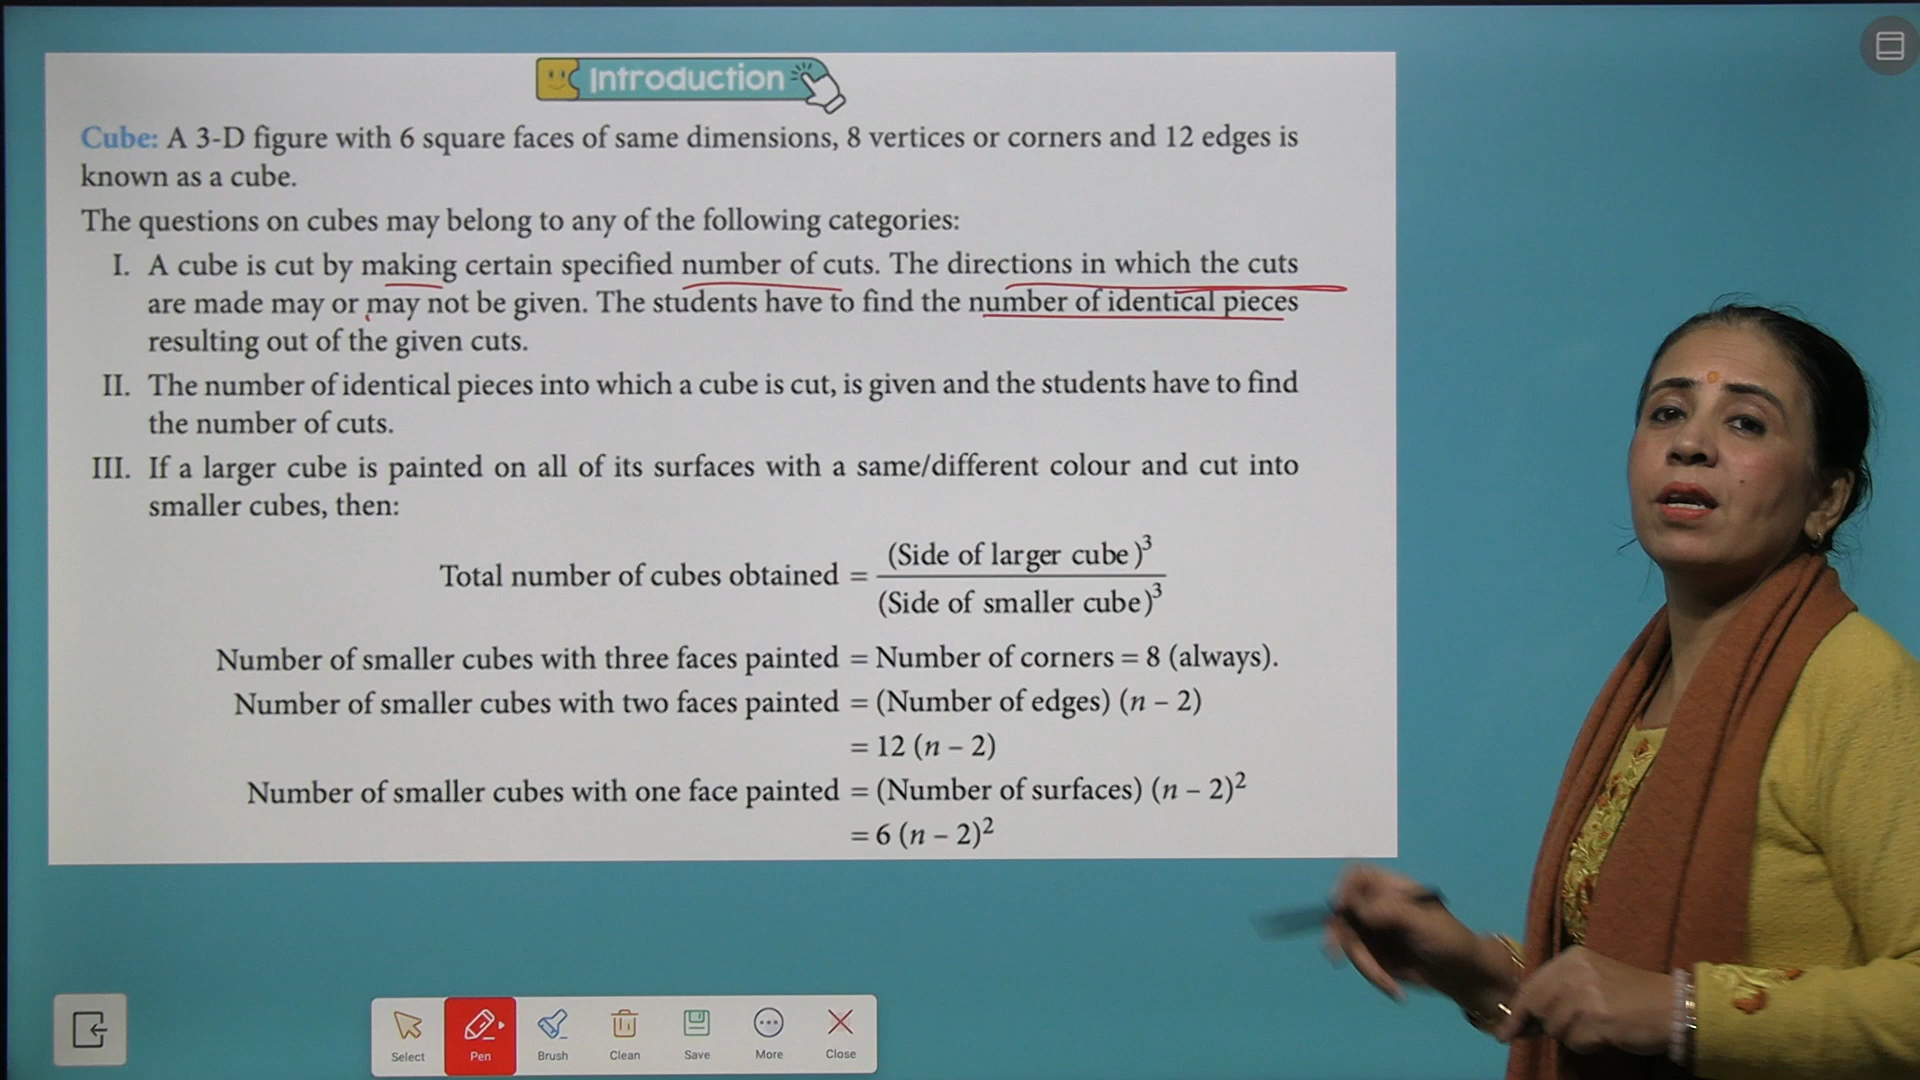 Introduction
Cube: A 3-D figure with 6 square faces of same dimensions, 8 vertices or corners and 12 edges is
known as a cube.
The questions on cubes may belong to any of the following categories:
I. A cube is cut by making certain specified number of cuts. The directions in which the cuts
are made may or may not be given. The students have to find the number of identical pieces
resulting out of the given cuts.
II. The number of identical pieces into which a cube is cut, is given and the students have to find
the number of cuts.
III. If a larger cube is painted on all of its surfaces with a same/different colour and cut into
smaller cubes, then:
Total number of cubes obtained = (Side of larger cube)³
(Side of smaller cube)³
Number of smaller cubes with three faces painted = Number of corners = 8 (always).
Number of smaller cubes with two faces painted = (Number of edges) (n – 2)
= 12 (n – 2)
Number of smaller cubes with one face painted = (Number of surfaces) (n – 2)²
= 6 (n – 2)²
Select Pen Brush Clean Save More Close